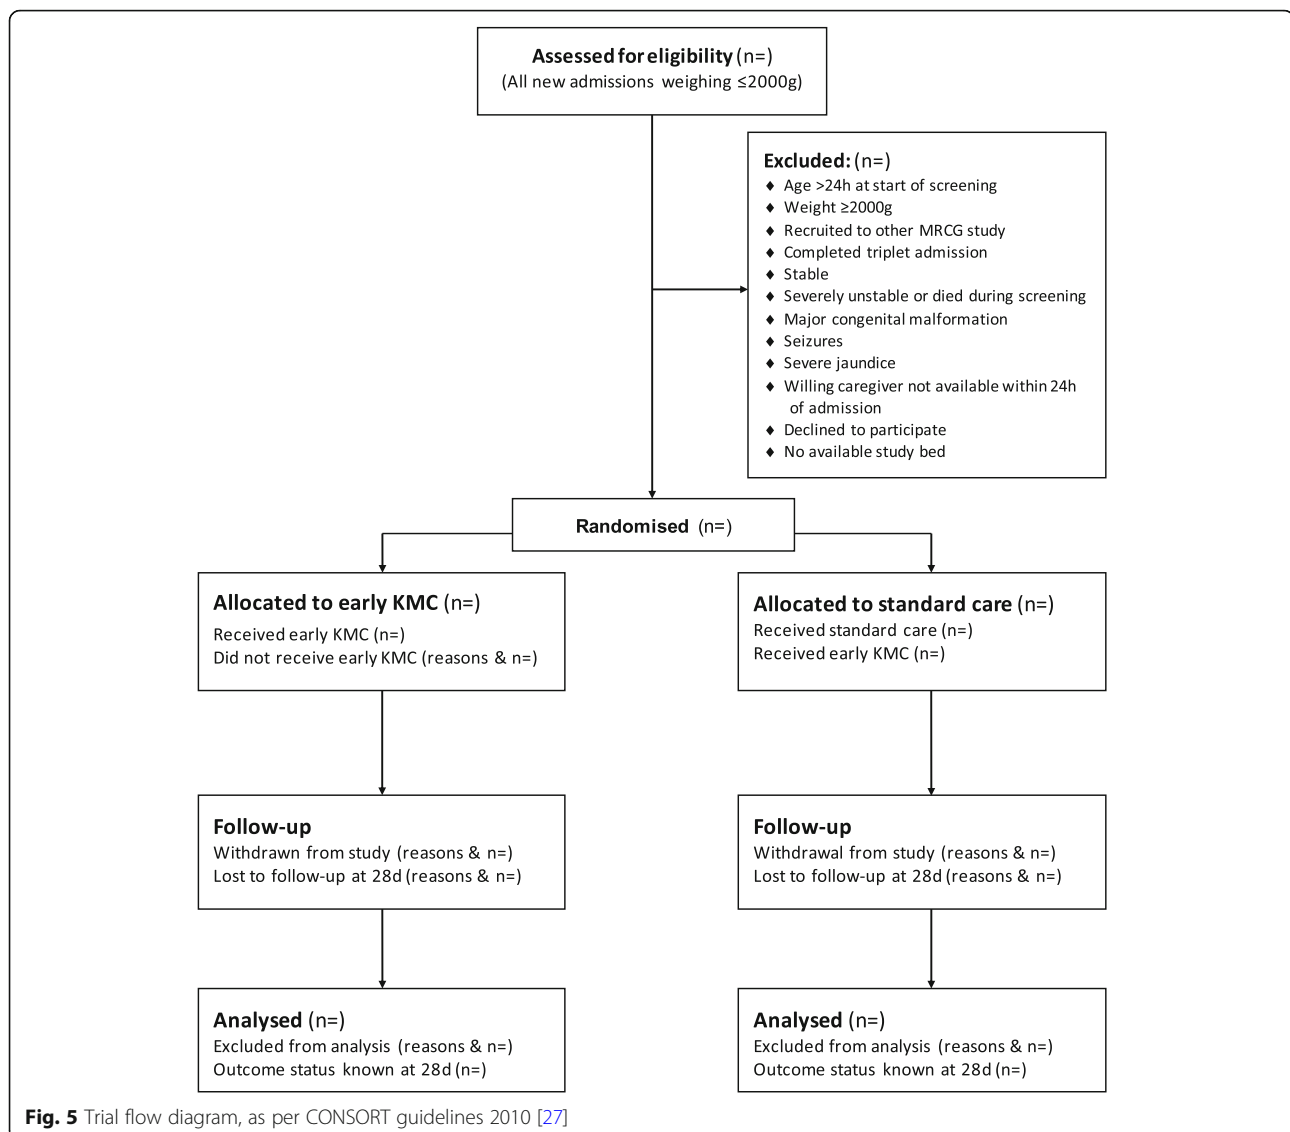 Assessed for eligibility (n=)
(All new admissions weighing ≤2000g)
Excluded: (n=)
♦ Age >24h at start of screening
♦ Weight ≥2000g
♦ Recruited to other MRCG study
♦ Completed triplet admission
♦ Stable
♦ Severely unstable or died during screening
♦ Major congenital malformation
♦ Seizures
♦ Severe jaundice
♦ Willing caregiver not available within 24h
of admission
♦ Declined to participate
♦ No available study bed
Randomised (n=)
Allocated to early KMC (n=)
Received early KMC (n=)
Did not receive early KMC (reasons & n=)
Allocated to standard care (n=)
Received standard care (n=)
Received early KMC (n=)
Follow-up
Withdrawn from study (reasons & n=)
Lost to follow-up at 28d (reasons & n=)
Follow-up
Withdrawal from study (reasons & n=)
Lost to follow-up at 28d (reasons & n=)
Analysed (n=)
Excluded from analysis (reasons & n=)
Outcome status known at 28d (n=)
Analysed (n=)
Excluded from analysis (reasons & n=)
Outcome status known at 28d (n=)
Fig. 5 Trial flow diagram, as per CONSORT guidelines 2010 [27]